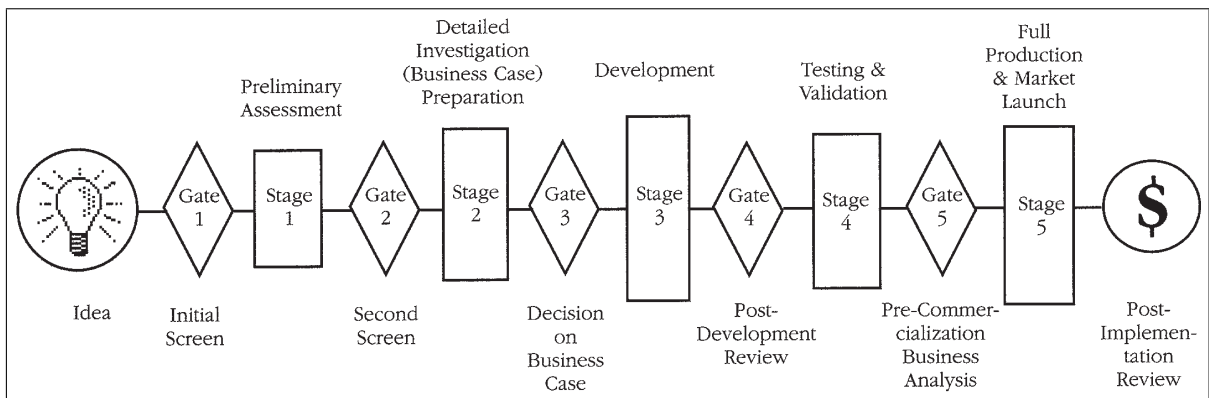 Preliminary
Assessment
Detailed
Investigation
(Business Case)
Preparation
Development
Testing &
Validation
Full
Production
& Market
Launch
Gate
1
Stage
1
Gate
2
Stage
2
Gate
3
Stage
3
Gate
4
Stage
4
Gate
5
Stage
5
$
Idea
Initial
Screen
Second
Screen
Decision
on
Business
Case
Post-
Development
Review
Pre-Commer-
cialization
Business
Analysis
Post-
Implemen-
tation
Review